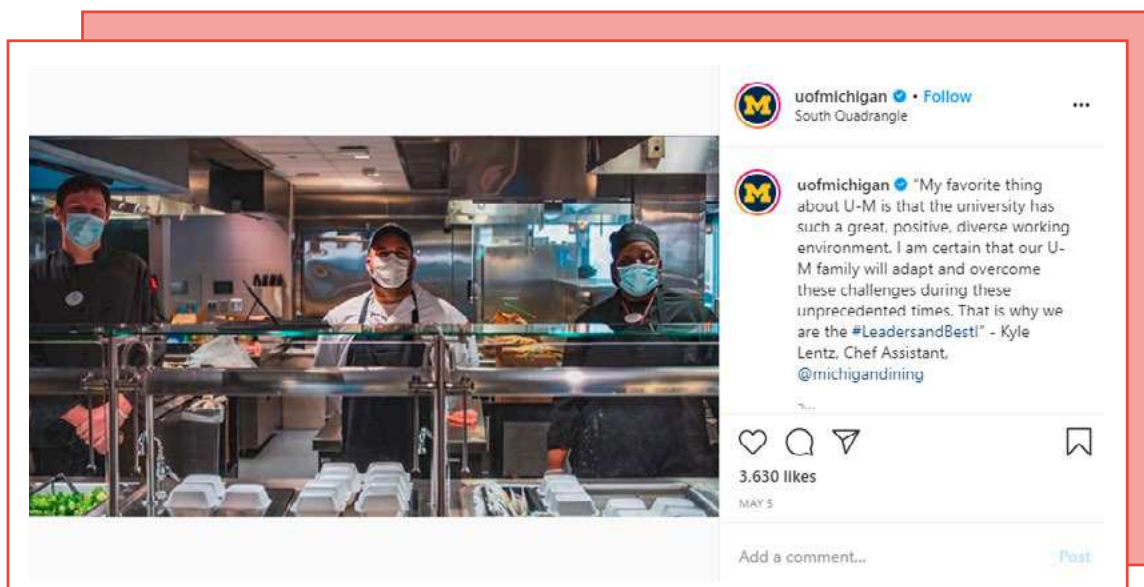 uofmichigan • Follow
South Quadrangle
uofmichigan "My favorite thing
about U-M is that the university has
such a great, positive, diverse working
environment. I am certain that our U-
M family will adapt and overcome
these challenges during these
unprecedented times. That is why we
are the #LeadersandBest!" - Kyle
Lentz, Chef Assistant,
@michigandining
3.630 likes
MAY 5
Add a comment...
Post